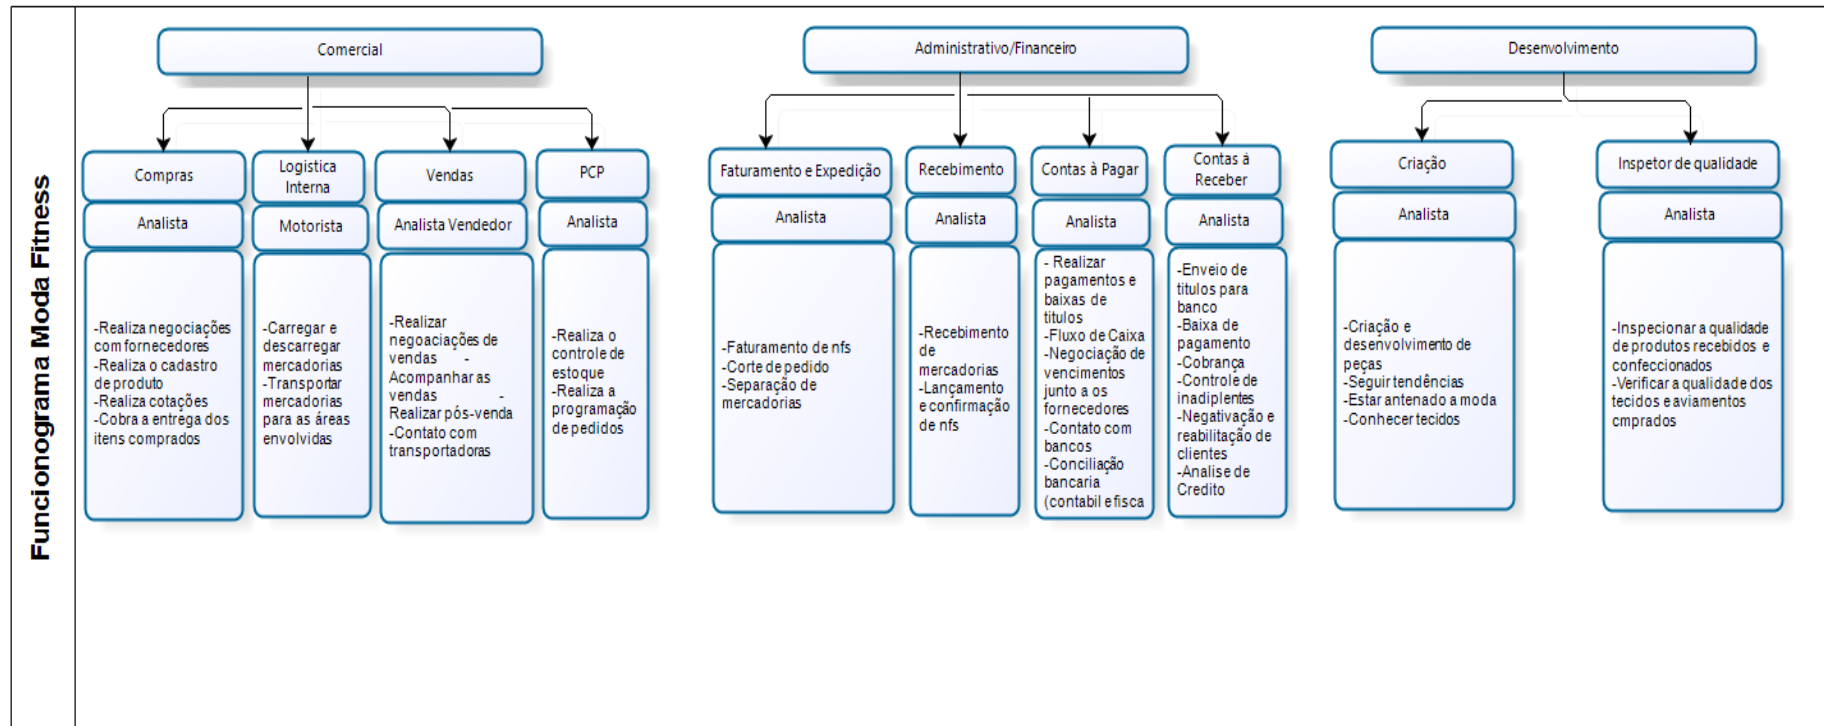 Funcionograma Moda Fitness
Comercial
Compras
Analista
-Realiza negociações
com fornecedores
-Realiza o cadastro
de produto
-Realiza cotações
-Cobra a entrega dos
itens comprados
Logistica
Interna
Motorista
-Carregar e
descarregar
mercadorias
-Transportar
mercadorias
para as áreas
envolvidas
Vendas
Analista Vendedor
-Realizar
negoaciações de
vendas -
Acompanhar as
vendas -
Realizar pós-venda
-Contato com
transportadoras
PCP
Analista
-Realiza o
controle de
estoque
-Realiza a
programação
de pedidos
Administrativo/Financeiro
Faturamento e Expedição
Analista
-Faturamento de nfs
-Corte de pedido
-Separação de
mercadorias
Recebimento
Analista
-Recebimento
de
mercadorias
-Lançamento
e confirmação
de nfs
Contas à Pagar
Analista
- Realizar
pagamentos e
baixas de
titulos
-Fluxo de Caixa
-Negociação de
vencimentos
junto a os
fornecedores
-Contato com
bancos
-Conciliação
bancaria
(contabil e fisca
Contas á
Receber
Analista
-Enveio de
titulos para
banco
-Baixa de
pagamento
-Cobrança
-Controle de
inadiplentes
-Negativação e
reabilitação de
clientes
-Analise de
Credito
Desenvolvimento
Criação
Analista
-Criação e
desenvolvimento de
peças
-Seguir tendências
-Estar antenado a moda
-Conhecer tecidos
Inspetor de qualidade
Analista
-Inspecionar a qualidade
de produtos recebidos e
confeccionados
-Verificar a qualidade dos
tecidos e aviamentos
cmprados